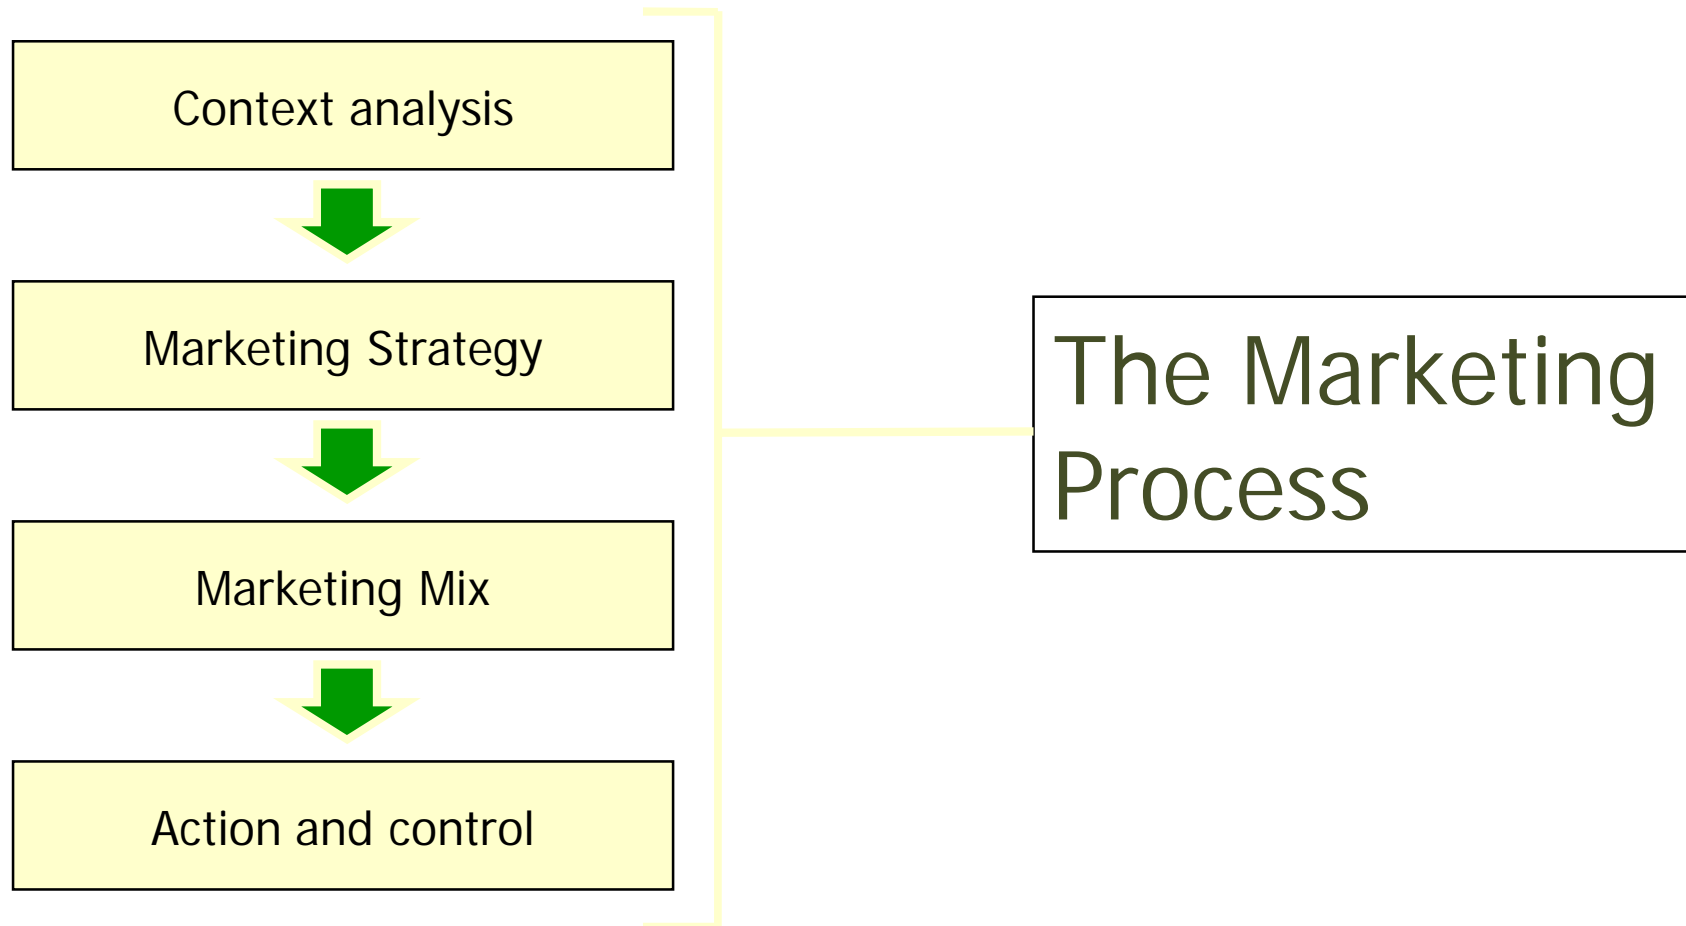 Context analysis
Marketing Strategy
Marketing Mix
Action and control
The Marketing
Process